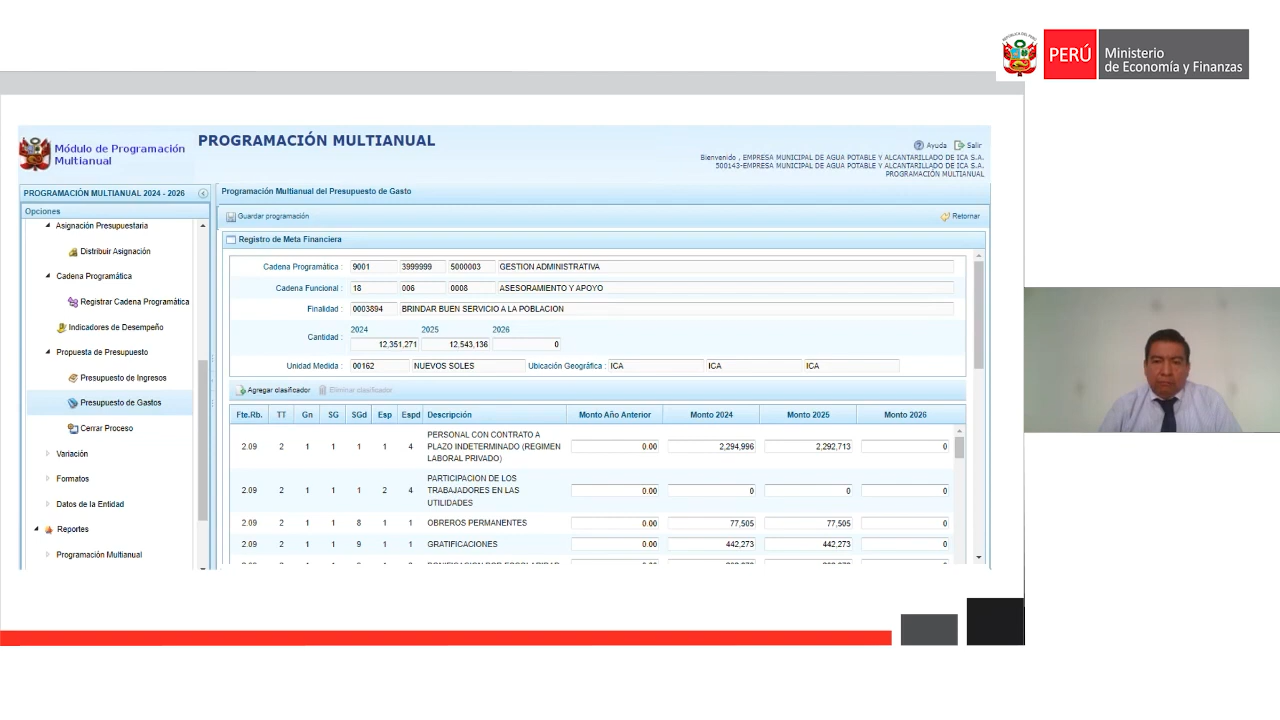 REPÚBLICA DEL PERÚ
PERÚ
Ministerio
de Economía y Finanzas
Módulo de Programación
Multianual
PROGRAMACIÓN MULTIANUAL
Ayuda Salir
Bienvenido , EMPRESA MUNICIPAL DE AGUA POTABLE Y ALCANTARILLADO DE ICA S.A.
500143-EMPRESA MUNICIPAL DE AGUA POTABLE Y ALCANTARILLADO DE ICA S.A.
PROGRAMACIÓN MULTIANUAL
PROGRAMACIÓN MULTIANUAL 2024 - 2026
Opciones
Asignación Presupuestaria
Distribuir Asignación
Cadena Programática
Registrar Cadena Programática
Indicadores de Desempeño
Propuesta de Presupuesto
Presupuesto de Ingresos
Presupuesto de Gastos
Cerrar Proceso
Variación
Formatos
Datos de la Entidad
Reportes
Programación Multianual
Programación Multianual del Presupuesto de Gasto
Guardar programación Retornar
Registro de Meta Financiera
Cadena Programática : 9001 3999999 5000003 GESTION ADMINISTRATIVA
Cadena Funcional : 18 006 0008 ASESORAMIENTO Y APOYO
Finalidad : 0003894 BRINDAR BUEN SERVICIO A LA POBLACION
2024 2025 2026
Cantidad : 12,351,271 12,543,136 0
Unidad Medida : 00162 NUEVOS SOLES Ubicación Geográfica : ICA ICA ICA
Agregar clasificador Eliminar clasificador
Fte.Rb. TT Gn SG SGd Esp Espd Descripción Monto Año Anterior Monto 2024 Monto 2025 Monto 2026
2.09 2 1 1 1 1 4 PERSONAL CON CONTRATO A PLAZO INDETERMINADO (REGIMEN LABORAL PRIVADO) 0.00 2,294,996 2,292,713 0
2.09 2 1 1 1 2 4 PARTICIPACION DE LOS TRABAJADORES EN LAS UTILIDADES 0.00 0 0 0
2.09 2 1 1 8 1 1 OBREROS PERMANENTES 0.00 77,505 77,505 0
2.09 2 1 1 9 1 1 GRATIFICACIONES 0.00 442,273 442,273 0